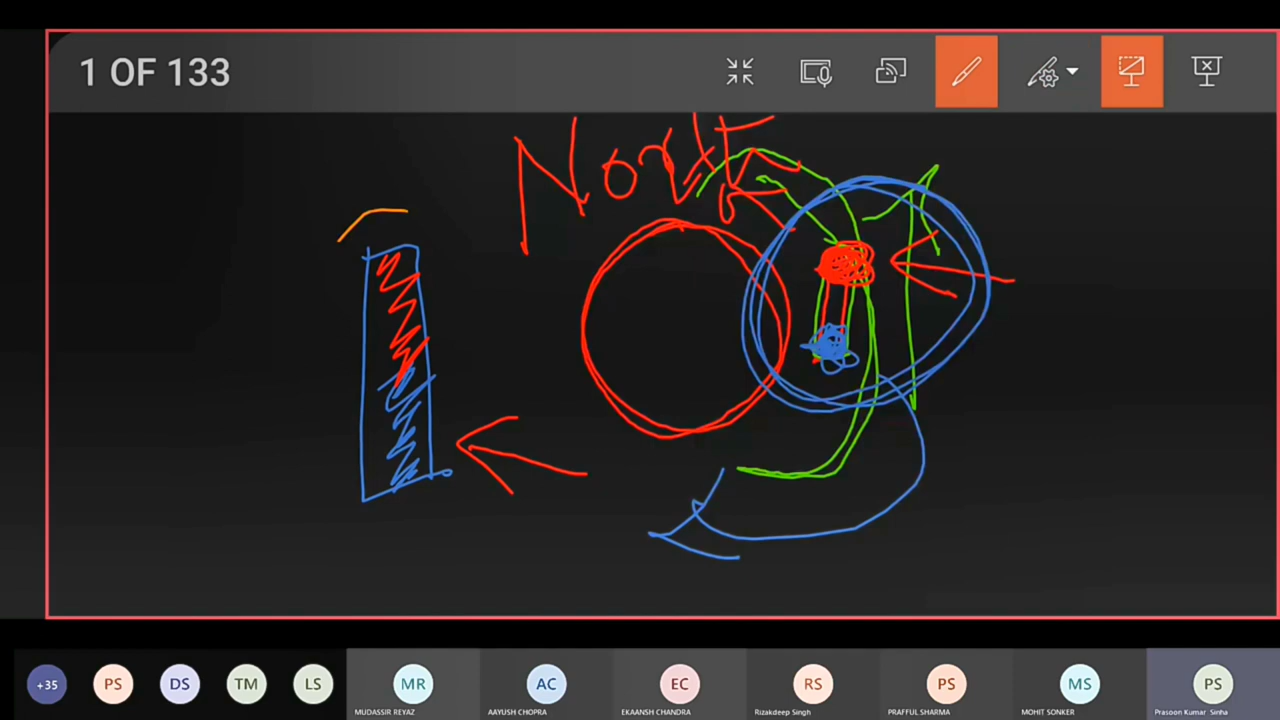 1 OF 133
North
+35 PS DS TM LS MR AC EC RS PS MS PS
MUDASSIR REYAZ AAYUSH CHOPRA EKAANSH CHANDRA Rizakdeep Singh PRAFFUL SHARMA MOHIT SONKER Prasoon Kumar Sinha